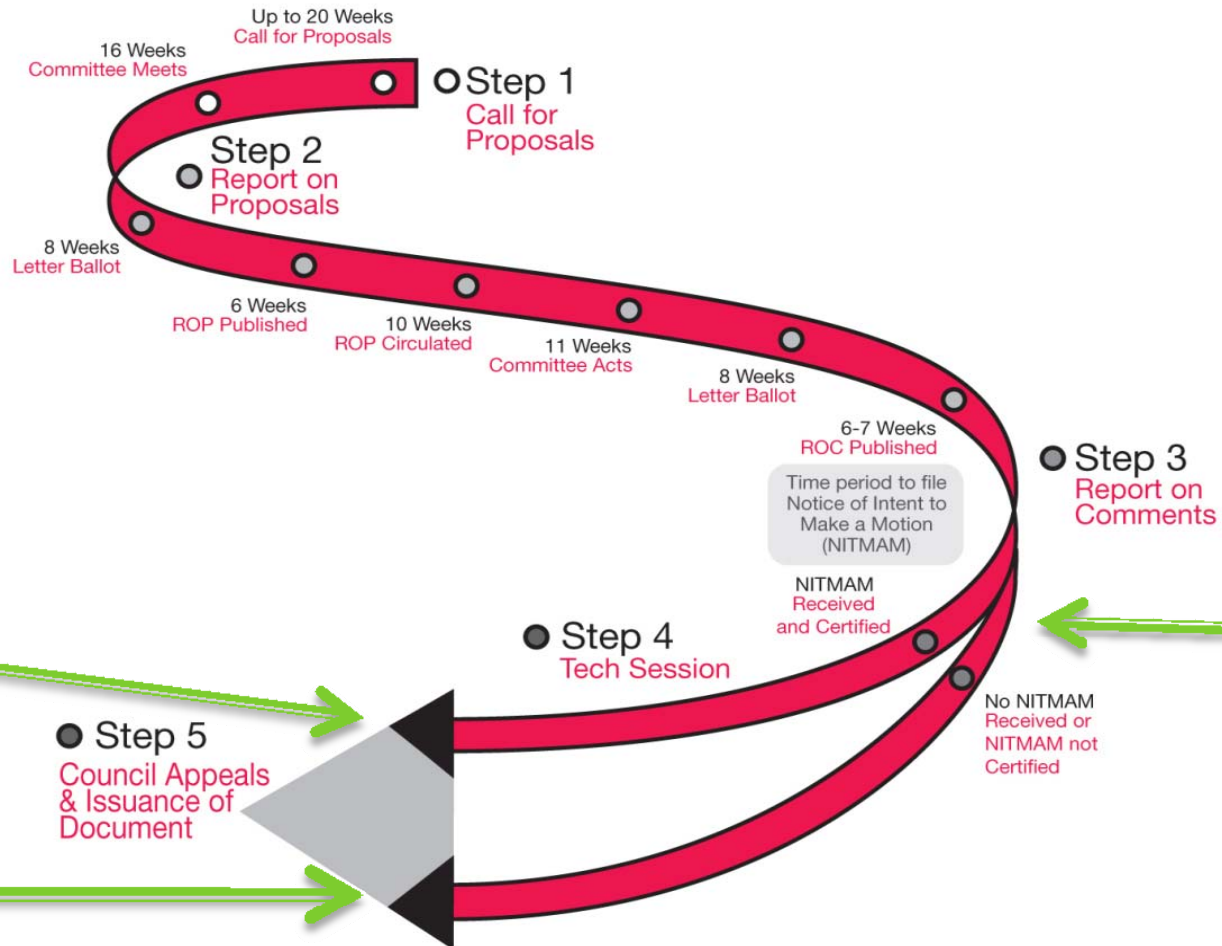 Up to 20 Weeks
Call for Proposals
16 Weeks
Committee Meets
Step 1
Call for
Proposals
Step 2
Report on
Proposals
8 Weeks
Letter Ballot
6 Weeks
ROP Published
10 Weeks
ROP Circulated
11 Weeks
Committee Acts
8 Weeks
Letter Ballot
6-7 Weeks
ROC Published
Step 3
Report on
Comments
Time period to file
Notice of Intent to
Make a Motion
(NITMAM)
NITMAM
Received
and Certified
Step 4
Tech Session
No NITMAM
Received or
NITMAM not
Certified
Step 5
Council Appeals
& Issuance of
Document